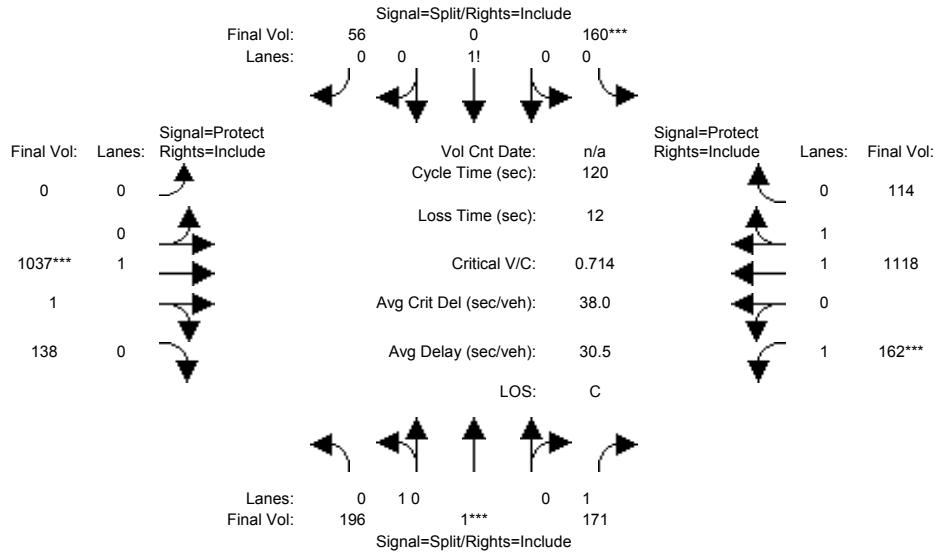 Signal=Split/Rights=Include
Final Vol: 56 0 160***
Lanes: 0 0 1! 0 0
Signal=Protect Signal=Protect
Final Vol: Lanes: Rights=Include Vol Cnt Date: n/a Rights=Include Lanes: Final Vol:
Cycle Time (sec): 120
0 0 0 114
Loss Time (sec): 12
0 1
1037*** 1 Critical V/C: 0.714 1 1118
1 Avg Crit Del (sec/veh): 38.0 0
138 0 Avg Delay (sec/veh): 30.5 1 162***
LOS: C
Lanes: 0 1 0 0 1
Final Vol: 196 1*** 171
Signal=Split/Rights=Include